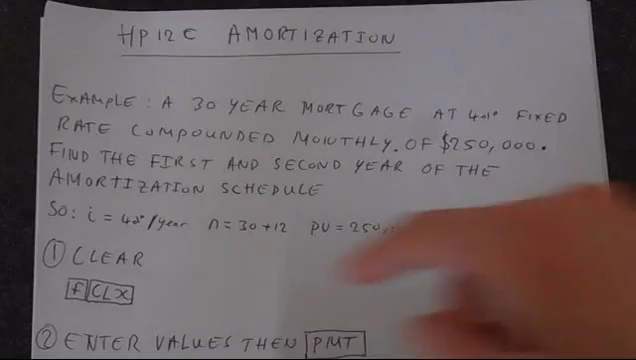 HP12C AMORTIZATION
EXAMPLE: A 30 YEAR MORTGAGE AT 4% FIXED
RATE COMPOUNDED MONTHLY. OF $250,000.
FIND THE FIRST AND SECOND YEAR OF THE
AMORTIZATION SCHEDULE
SO: i = 4%/year n = 30+12 PV = 250,
① CLEAR
f CLX
② ENTER VALUES THEN PMT